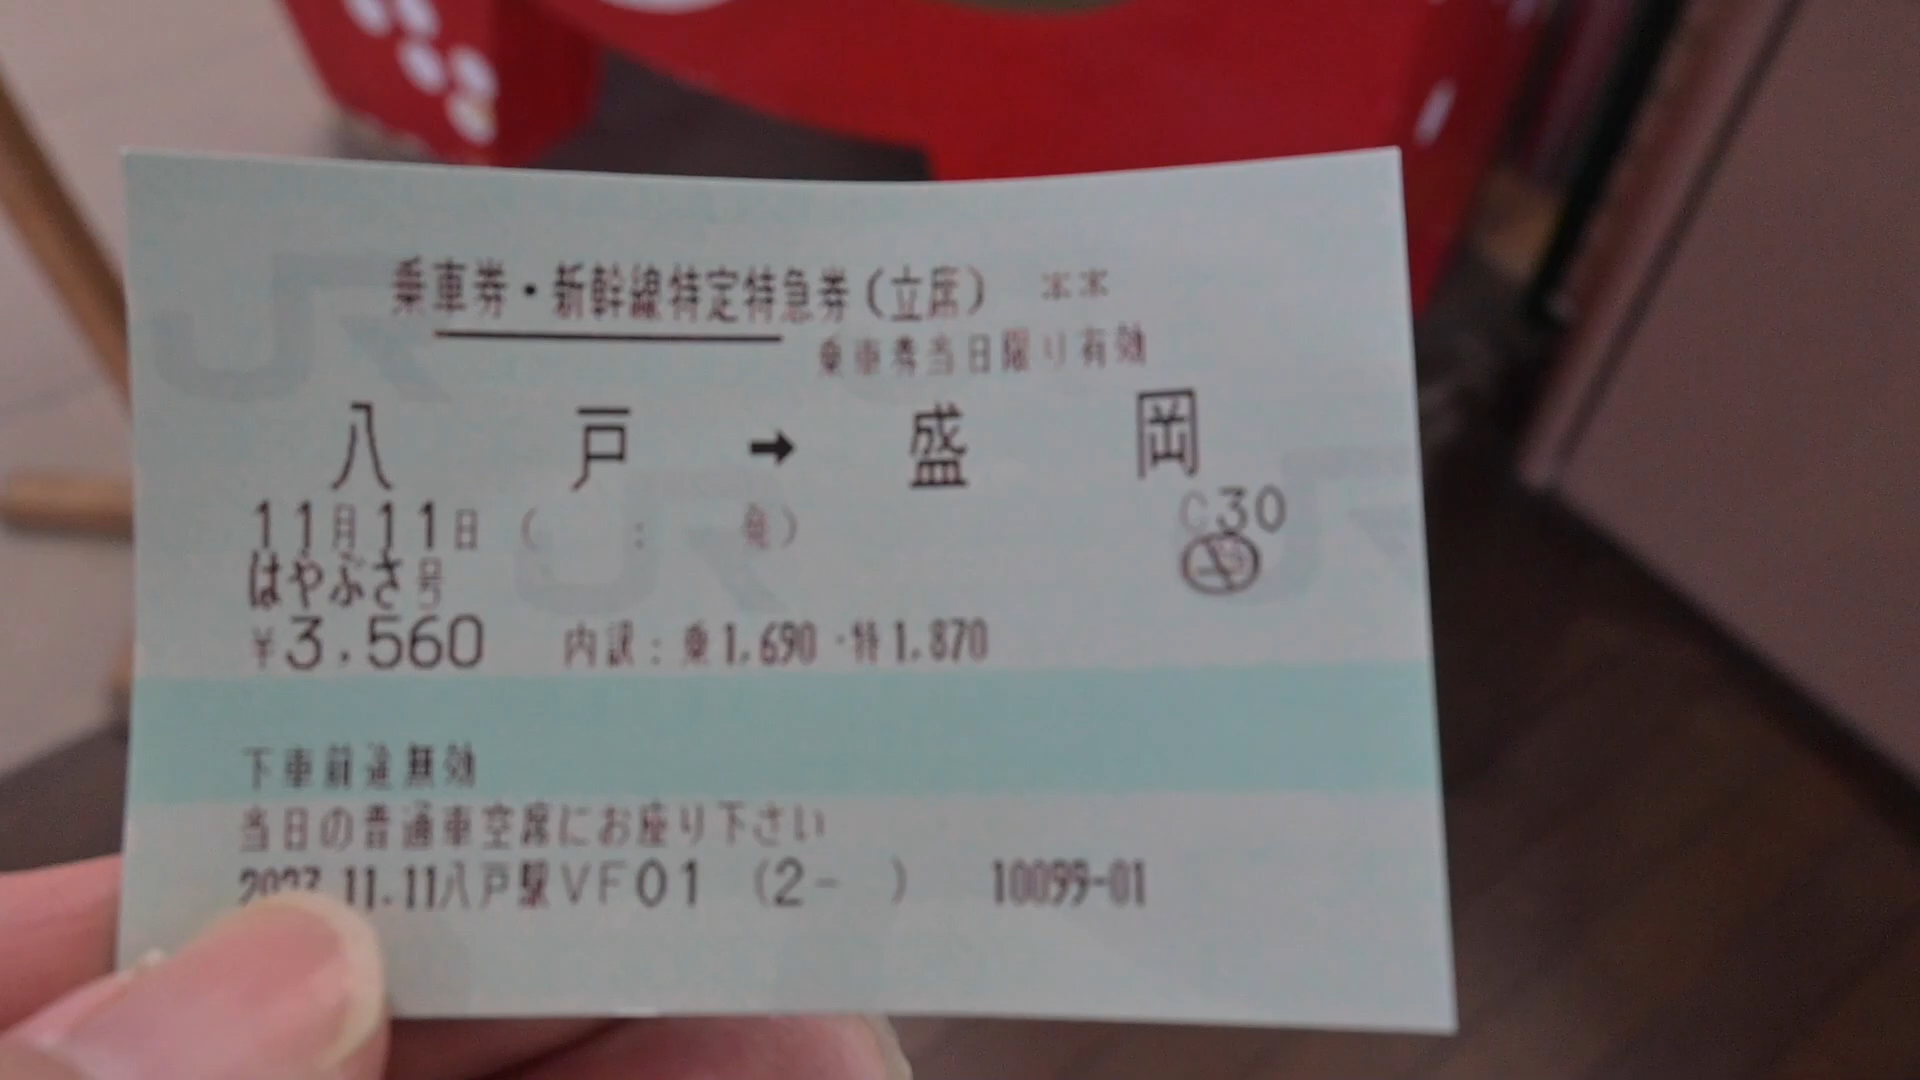 乗車券・新幹線特定特急券(立席) **
乗車券当日限り有効
八 戸 → 盛 岡
11月11日 ( : 発) C30
はやぶさ号
¥3,560 内訳:乗1,690・特1,870
下車前途無効
当日の普通車空席にお座り下さい
2023.11.11八戸駅VF01 (2- ) 10099-01
JR
JR
JR